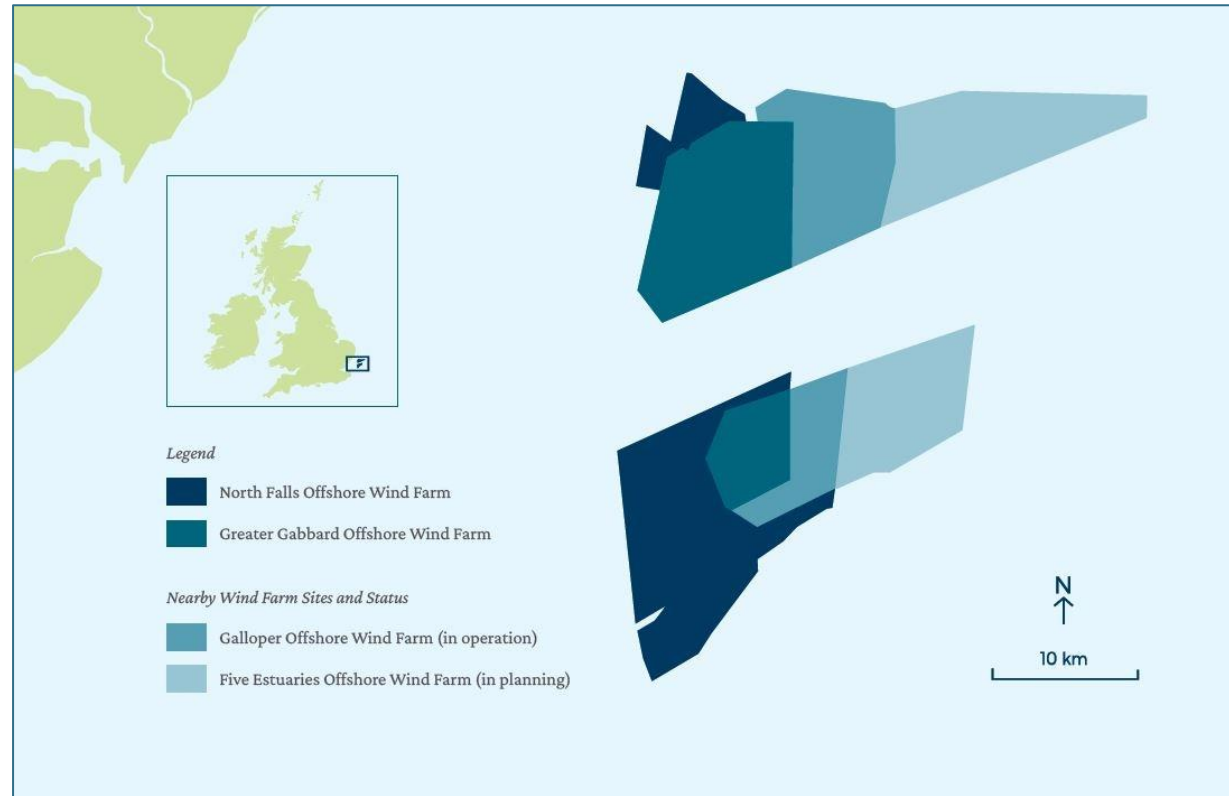 Legend
North Falls Offshore Wind Farm
Greater Gabbard Offshore Wind Farm
Nearby Wind Farm Sites and Status
Galloper Offshore Wind Farm (in operation)
Five Estuaries Offshore Wind Farm (in planning)
N
10 km